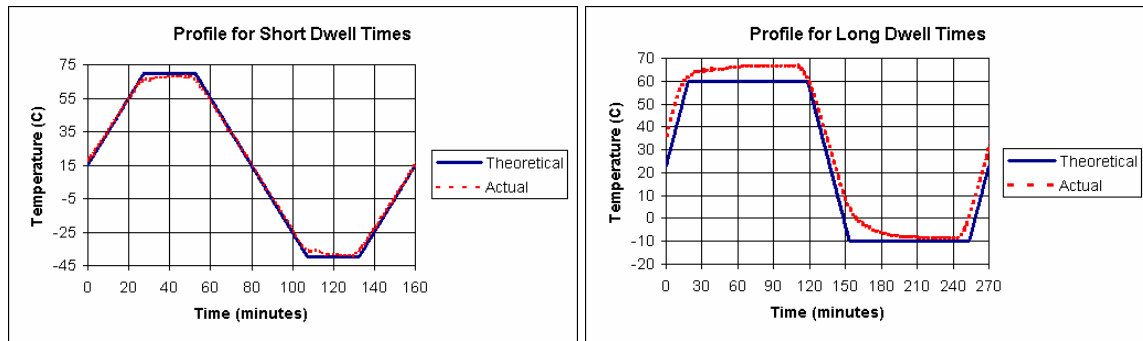 Profile for Short Dwell Times
75
55
35
15
-5
-25
-45
Temperature (C)
0 20 40 60 80 100 120 140 160
Time (minutes)
Theoretical
Actual
Profile for Long Dwell Times
70
60
50
40
30
20
10
0
-10
-20
Temperature (C)
0 30 60 90 120 150 180 210 240 270
Time (minutes)
Theoretical
Actual